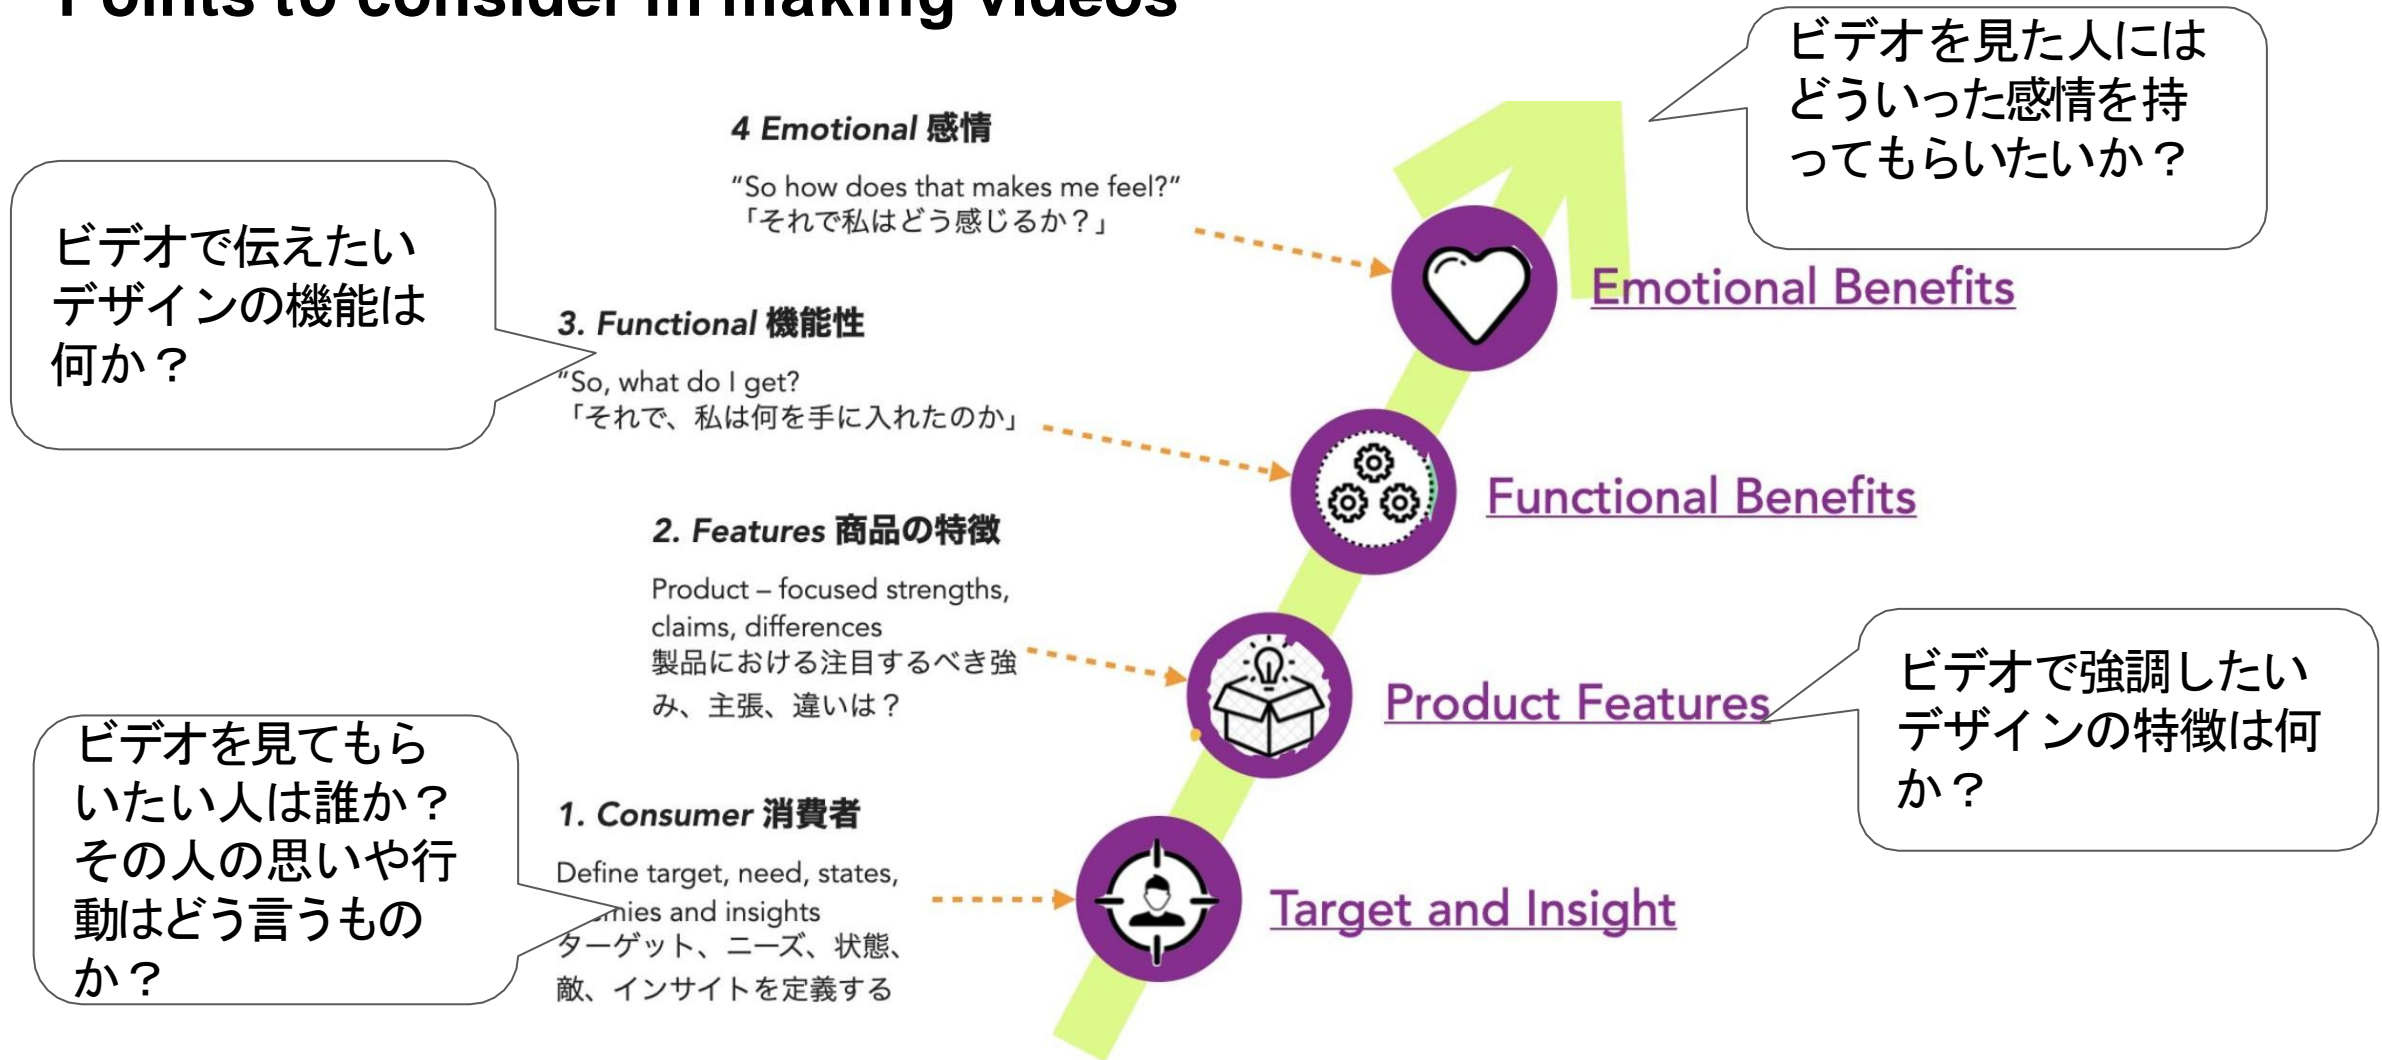 Points to consider in making videos
ビデオを見た人には
どういった感情を持
ってもらいたいか？
4 Emotional 感情
“So how does that makes me feel?”
「それで私はどう感じるか？」
Emotional Benefits
ビデオで伝えたい
デザインの機能は
何か？
3. Functional 機能性
“So, what do I get?
「それで、私は何を手に入れたのか」
Functional Benefits
2. Features 商品の特徴
Product – focused strengths,
claims, differences
製品における注目するべき強
み、主張、違いは？
Product Features
ビデオで強調したい
デザインの特徴は何
か？
ビデオを見てもら
いたい人は誰か？
その人の思いや行
動はどう言うもの
か？
1. Consumer 消費者
Define target, need, states,
and insights
ターゲット、ニーズ、状態、
敵、インサイトを定義する
Target and Insight